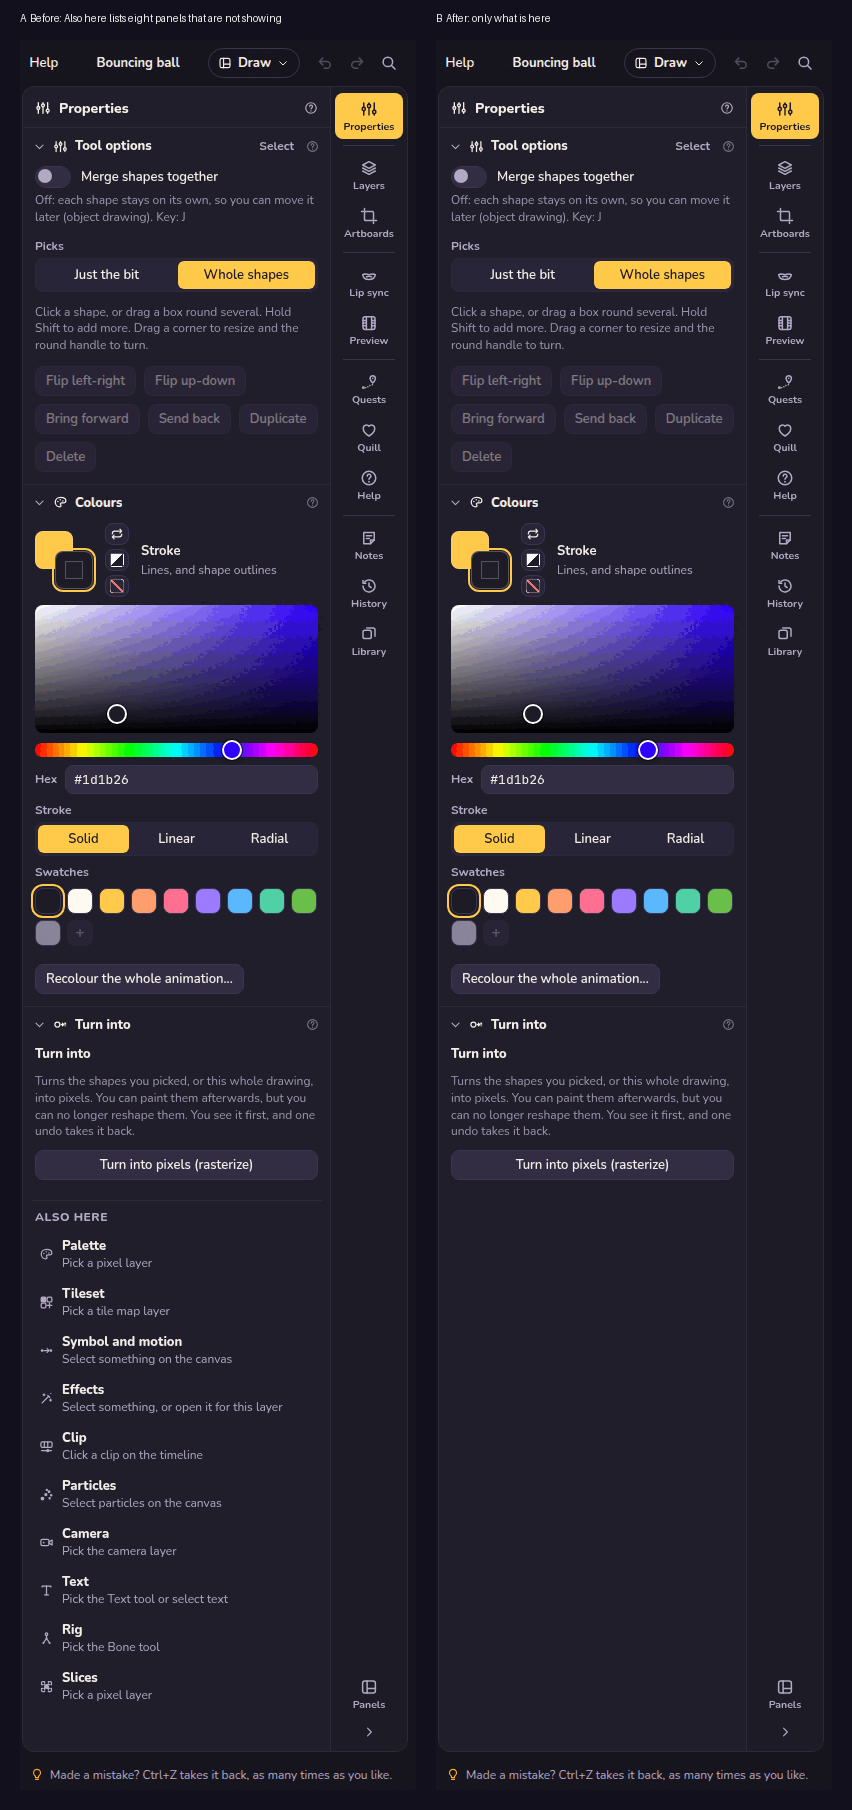 A Before: Also here lists eight panels that are not showing
Help
Bouncing ball
Draw
Properties
Tool options
Select
Merge shapes together
Off: each shape stays on its own, so you can move it
later (object drawing). Key: J
Picks
Just the bit
Whole shapes
Click a shape, or drag a box round several. Hold
Shift to add more. Drag a corner to resize and the
round handle to turn.
Flip left-right
Flip up-down
Bring forward
Send back
Duplicate
Delete
Colours
Stroke
Lines, and shape outlines
Hex
#1d1b26
Stroke
Solid
Linear
Radial
Swatches
+
Recolour the whole animation...
Turn into
Turn into
Turns the shapes you picked, or this whole drawing,
into pixels. You can paint them afterwards, but you
can no longer reshape them. You see it first, and one
undo takes it back.
Turn into pixels (rasterize)
ALSO HERE
Palette
Pick a pixel layer
Tileset
Pick a tile map layer
Symbol and motion
Select something on the canvas
Effects
Select something, or open it for this layer
Clip
Click a clip on the timeline
Particles
Select particles on the canvas
Camera
Pick the camera layer
Text
Pick the Text tool or select text
Rig
Pick the Bone tool
Slices
Pick a pixel layer
Properties
Layers
Artboards
Lip sync
Preview
Quests
Quill
Help
Notes
History
Library
Panels
Made a mistake? Ctrl+Z takes it back, as many times as you like.
B After: only what is here
Help
Bouncing ball
Draw
Properties
Tool options
Select
Merge shapes together
Off: each shape stays on its own, so you can move it
later (object drawing). Key: J
Picks
Just the bit
Whole shapes
Click a shape, or drag a box round several. Hold
Shift to add more. Drag a corner to resize and the
round handle to turn.
Flip left-right
Flip up-down
Bring forward
Send back
Duplicate
Delete
Colours
Stroke
Lines, and shape outlines
Hex
#1d1b26
Stroke
Solid
Linear
Radial
Swatches
+
Recolour the whole animation...
Turn into
Turn into
Turns the shapes you picked, or this whole drawing,
into pixels. You can paint them afterwards, but you
can no longer reshape them. You see it first, and one
undo takes it back.
Turn into pixels (rasterize)
Properties
Layers
Artboards
Lip sync
Preview
Quests
Quill
Help
Notes
History
Library
Panels
Made a mistake? Ctrl+Z takes it back, as many times as you like.